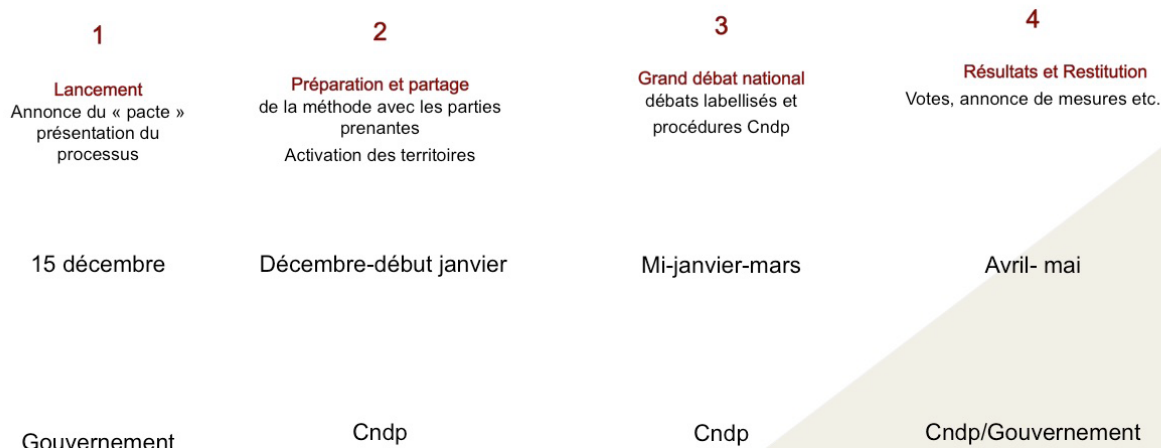 1
Lancement
Annonce du « pacte »
présentation du
processus
2
Préparation et partage
de la méthode avec les parties
prenantes
Activation des territoires
3
Grand débat national
débats labellisés et
procédures Cndp
4
Résultats et Restitution
Votes, annonce de mesures etc.
15 décembre
Décembre-début janvier
Mi-janvier-mars
Avril- mai
Gouvernement
Cndp
Cndp
Cndp/Gouvernement